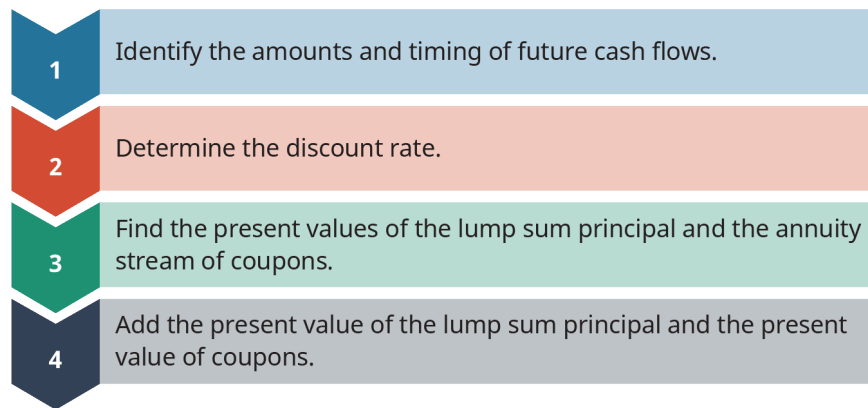 1
Identify the amounts and timing of future cash flows.
2
Determine the discount rate.
3
Find the present values of the lump sum principal and the annuity
stream of coupons.
4
Add the present value of the lump sum principal and the present
value of coupons.